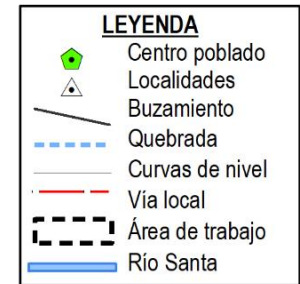 LEYENDA
Centro poblado
Localidades
Buzamiento
Quebrada
Curvas de nivel
Vía local
Área de trabajo
Río Santa